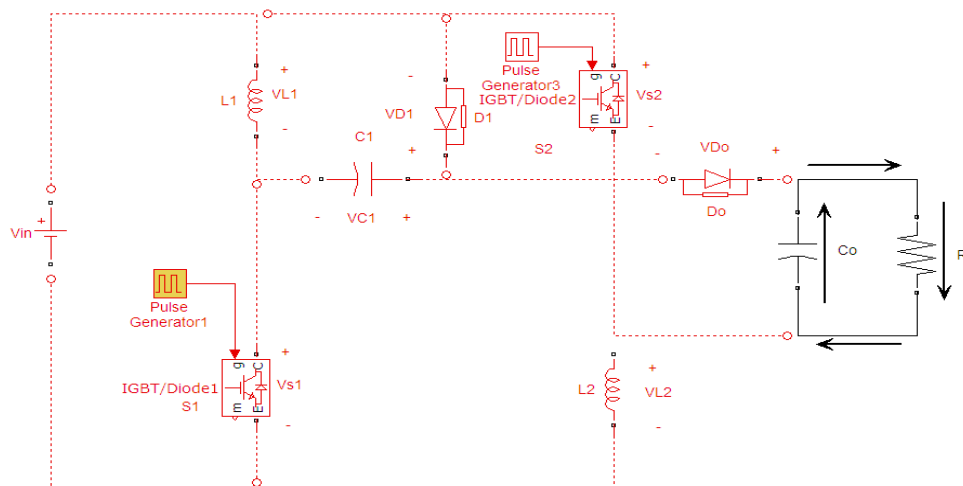 Pulse
Generator3
IGBT/Diode2
g
C
m
E
+
Vs2
-
S2
+
L1
VL1
-
-
VD1
D1
C1
+
-
VC1
+
-
VDo
+
Do
+
Vin
Co
R
Pulse
Generator1
IGBT/Diode1
S1
g
C
m
E
+
Vs1
-
+
L2
VL2
-